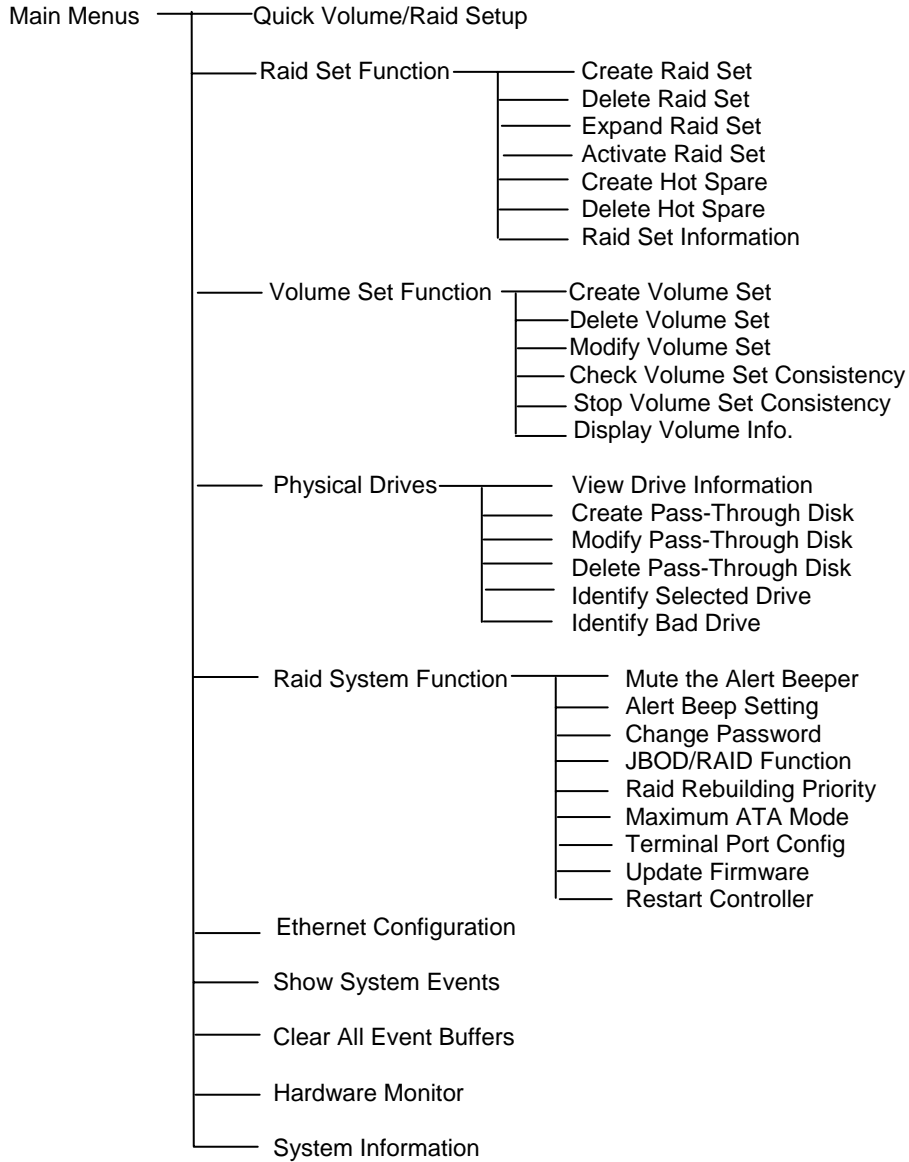 Main Menus
Quick Volume/Raid Setup
Raid Set Function
Create Raid Set
Delete Raid Set
Expand Raid Set
Activate Raid Set
Create Hot Spare
Delete Hot Spare
Raid Set Information
Volume Set Function
Create Volume Set
Delete Volume Set
Modify Volume Set
Check Volume Set Consistency
Stop Volume Set Consistency
Display Volume Info.
Physical Drives
View Drive Information
Create Pass-Through Disk
Modify Pass-Through Disk
Delete Pass-Through Disk
Identify Selected Drive
Identify Bad Drive
Raid System Function
Mute the Alert Beeper
Alert Beep Setting
Change Password
JBOD/RAID Function
Raid Rebuilding Priority
Maximum ATA Mode
Terminal Port Config
Update Firmware
Restart Controller
Ethernet Configuration
Show System Events
Clear All Event Buffers
Hardware Monitor
System Information